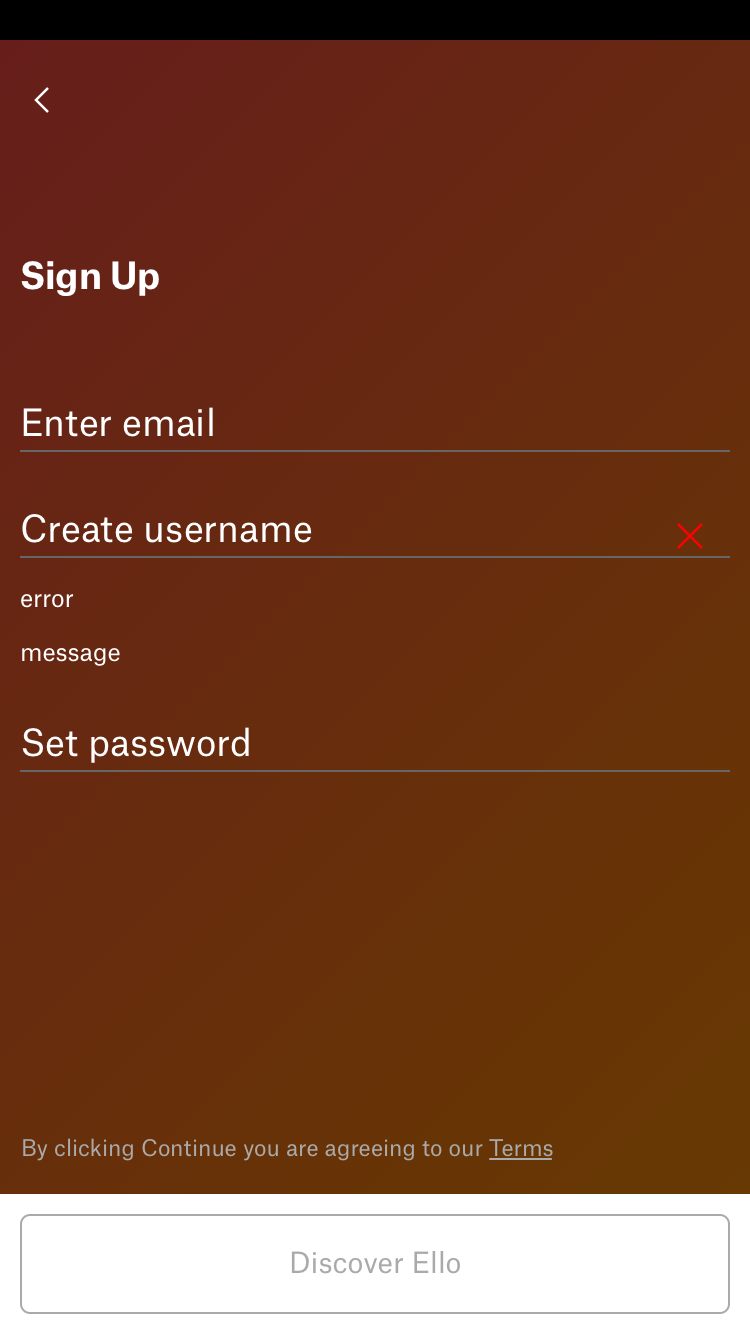 Sign Up
Enter email
Create username
error
message
Set password
By clicking Continue you are agreeing to our Terms
Discover Ello